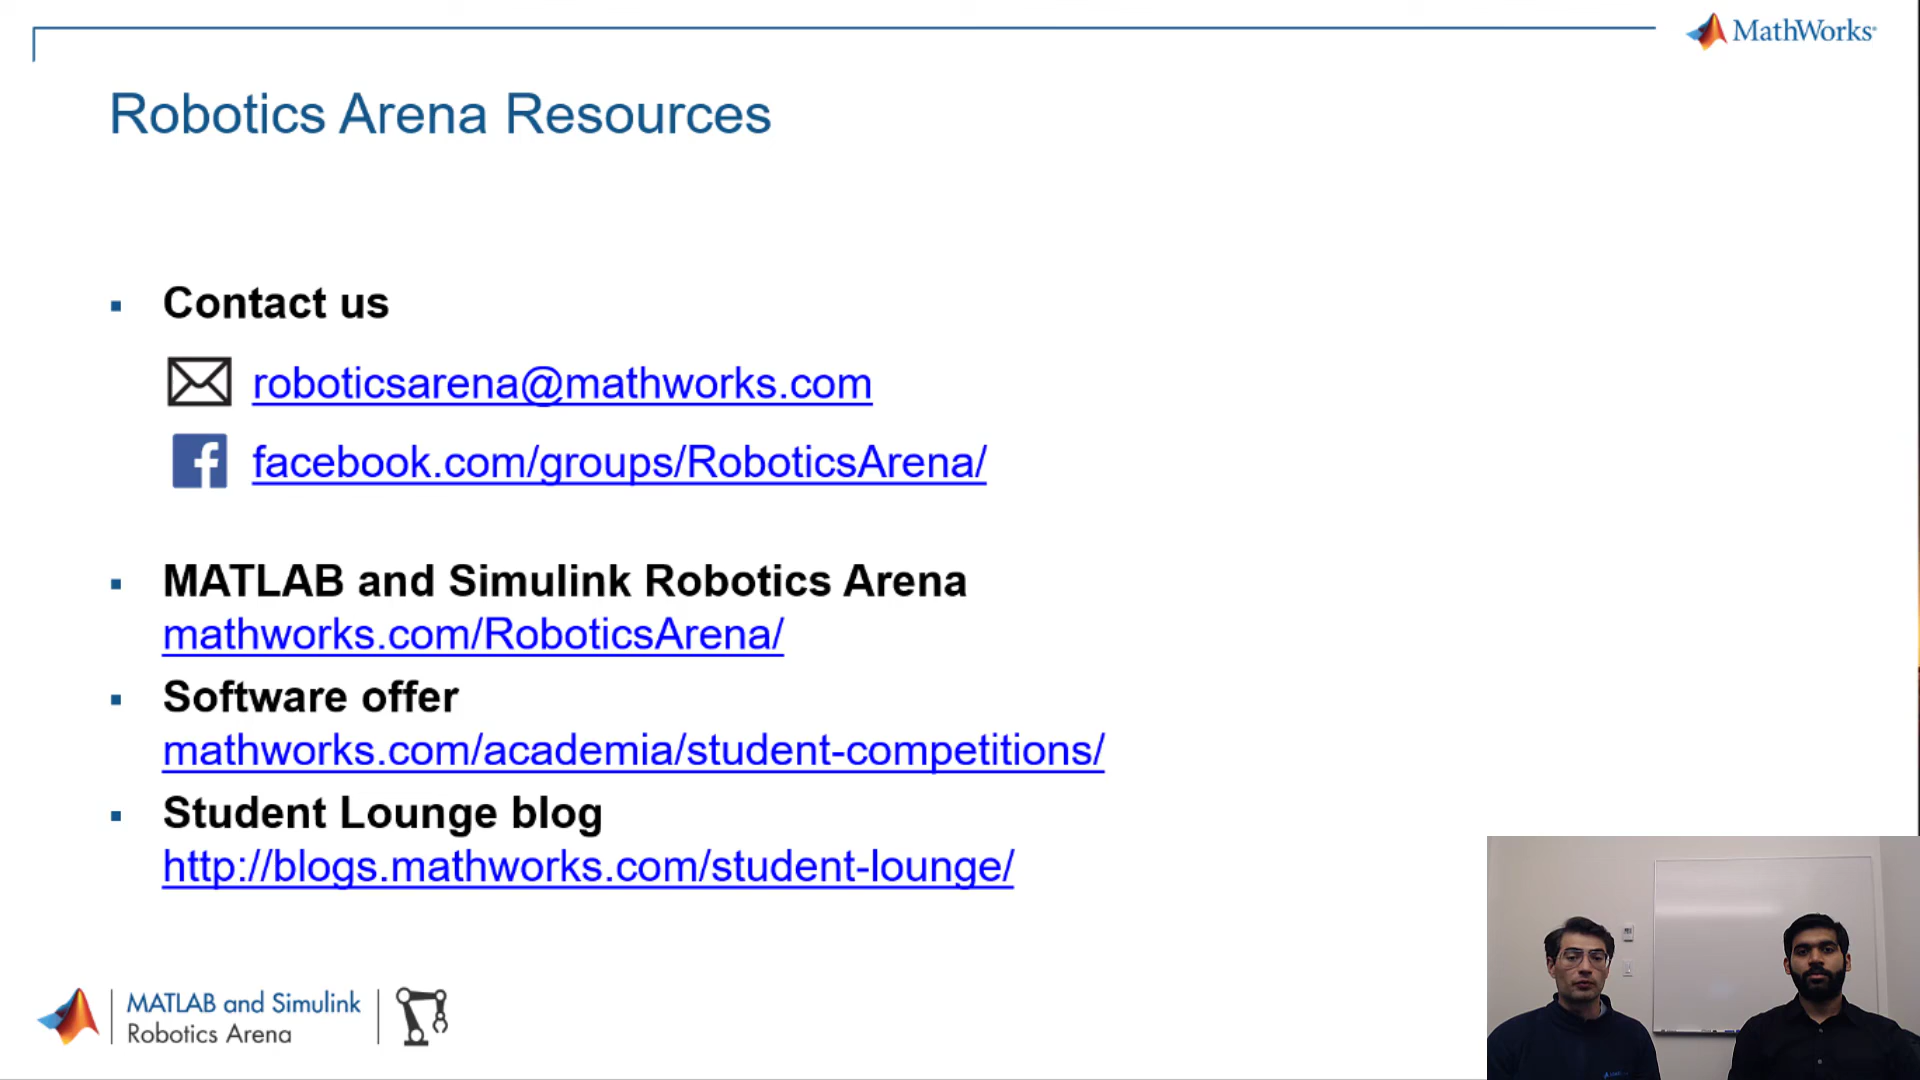 MathWorks®
Robotics Arena Resources
Contact us
roboticsarena@mathworks.com
facebook.com/groups/RoboticsArena/
MATLAB and Simulink Robotics Arena
mathworks.com/RoboticsArena/
Software offer
mathworks.com/academia/student-competitions/
Student Lounge blog
http://blogs.mathworks.com/student-lounge/
MATLAB and Simulink
Robotics Arena